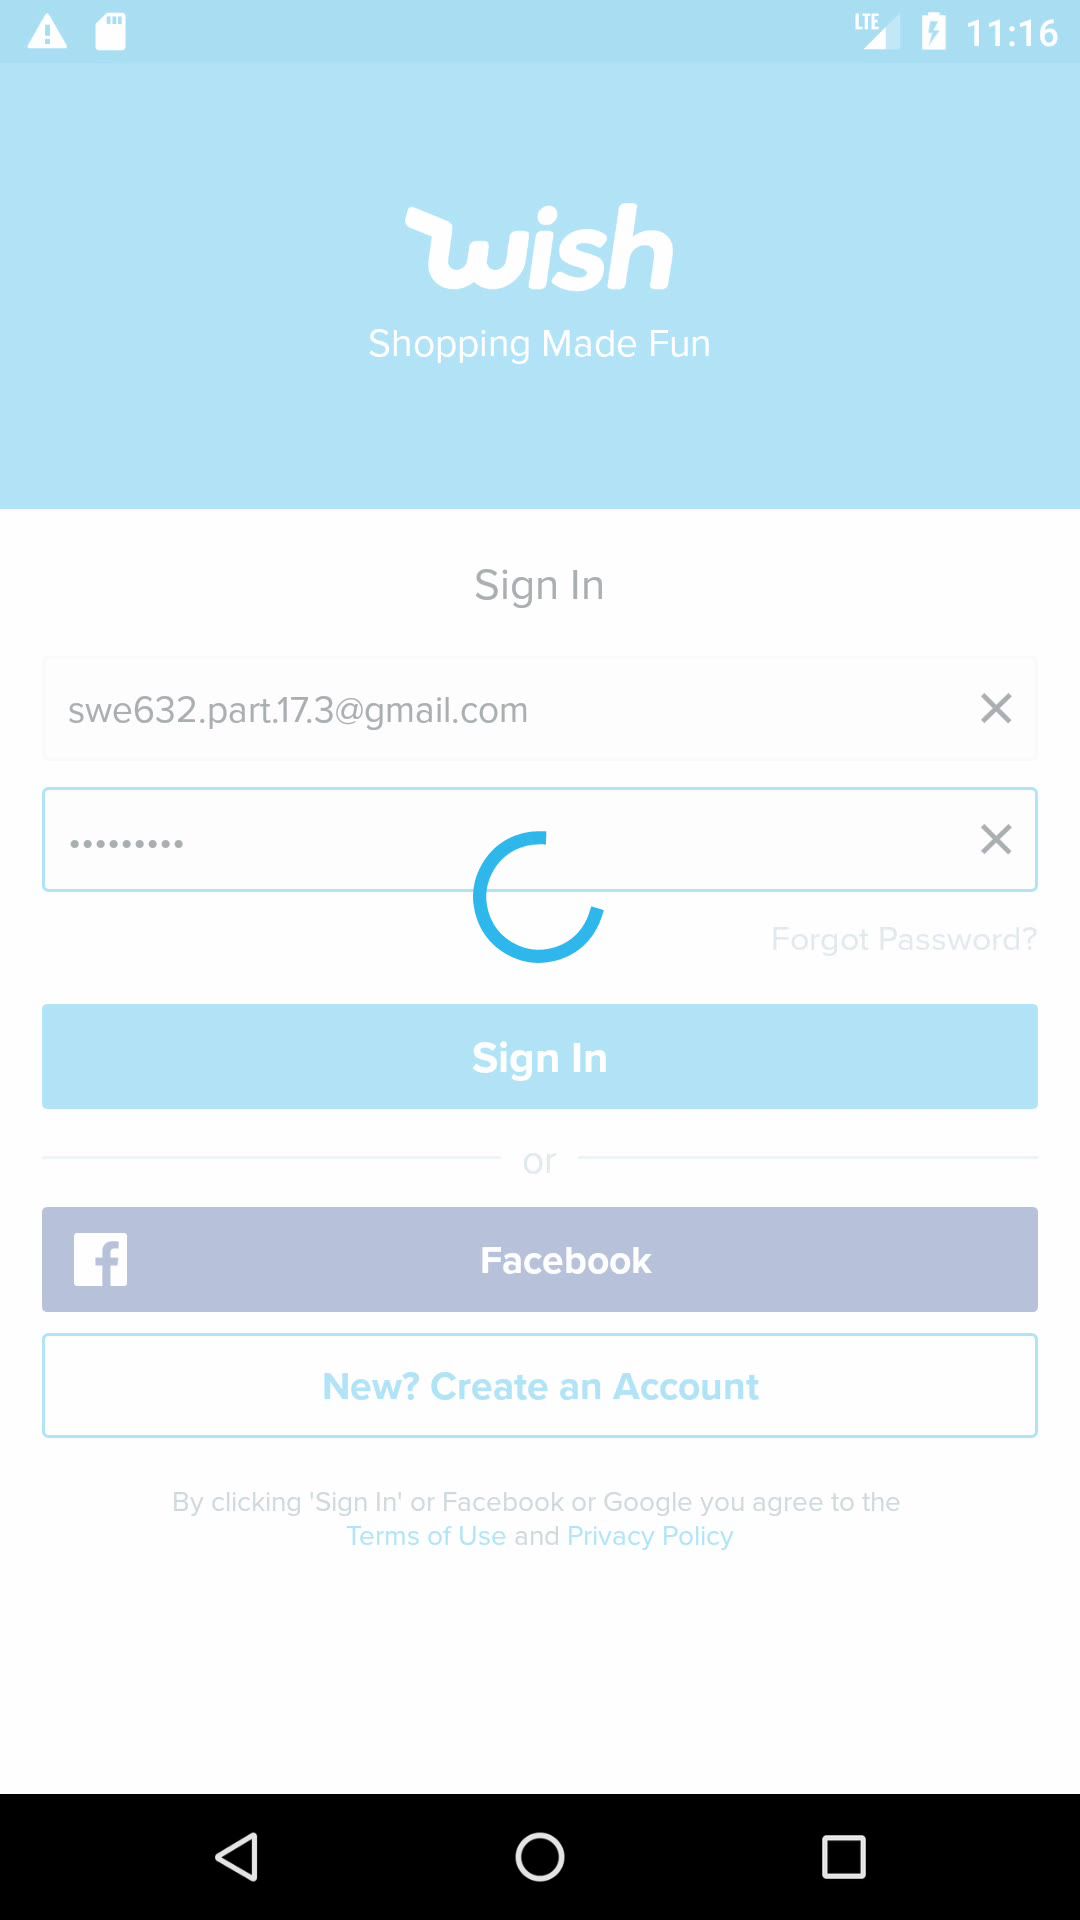 LTE 11:16
wish
Shopping Made Fun
Sign In
swe632.part.17.3@gmail.com
•••••••••
Forgot Password?
Sign In
or
Facebook
New? Create an Account
By clicking 'Sign In' or Facebook or Google you agree to the
Terms of Use and Privacy Policy